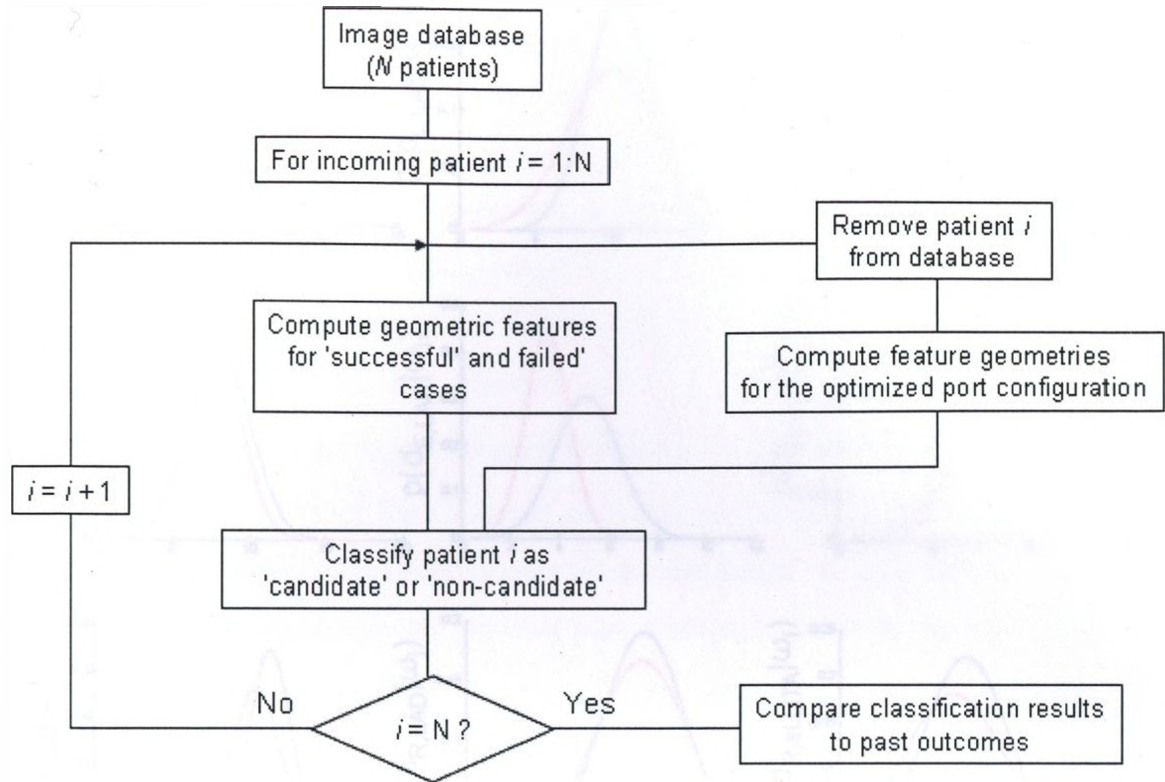 Image database
(N patients)
For incoming patient i = 1:N
Remove patient i
from database
Compute geometric features
for 'successful' and failed'
cases
Compute feature geometries
for the optimized port configuration
i = i + 1
Classify patient i as
'candidate' or 'non-candidate'
No
i = N ?
Yes
Compare classification results
to past outcomes